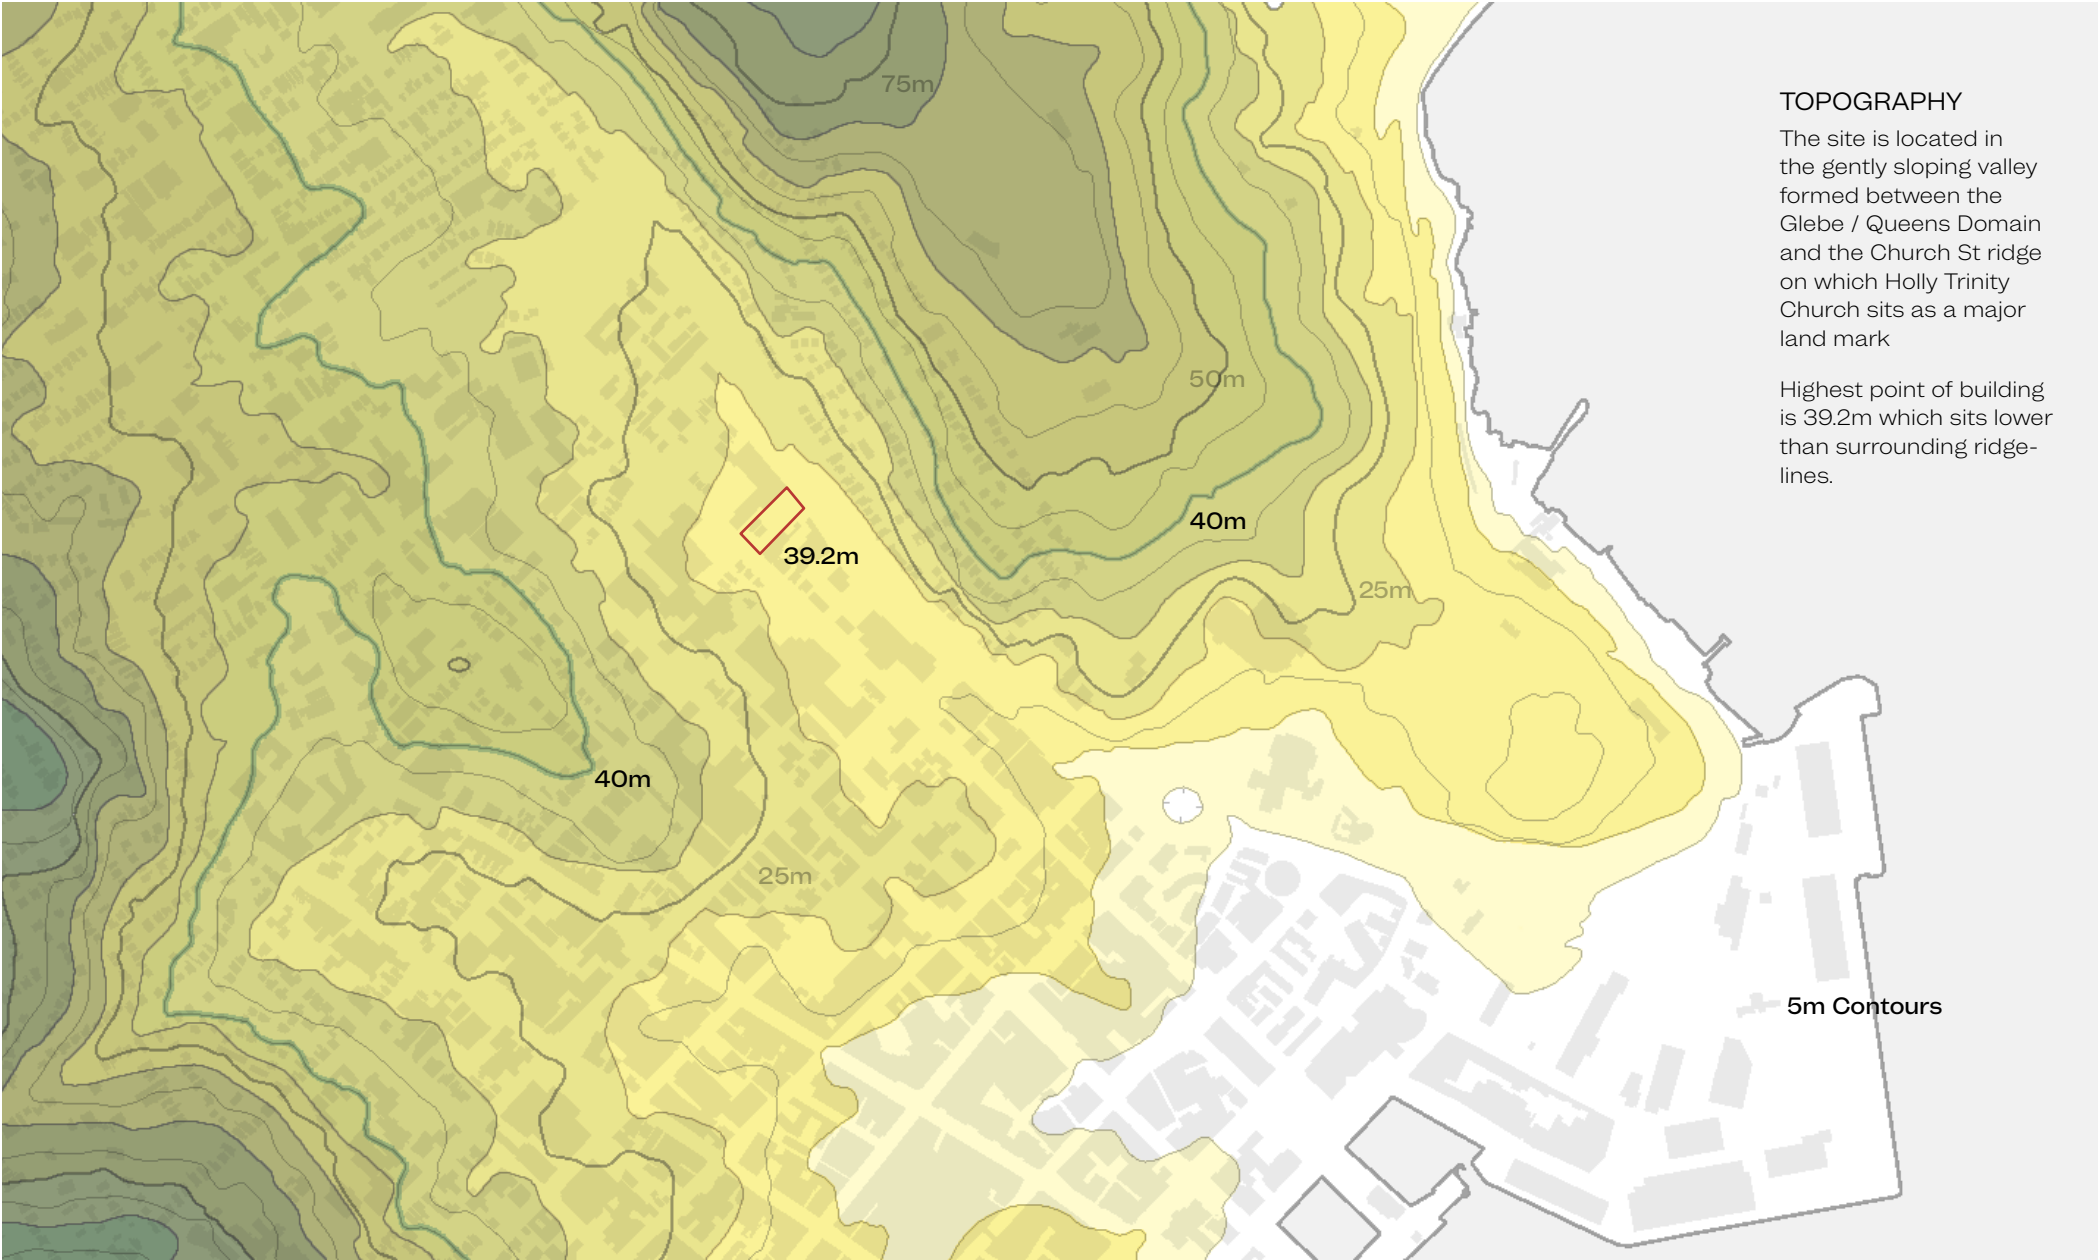 TOPOGRAPHY
The site is located in
the gently sloping valley
formed between the
Glebe / Queens Domain
and the Church St ridge
on which Holly Trinity
Church sits as a major
land mark
Highest point of building
is 39.2m which sits lower
than surrounding ridge-
lines.
75m
50m
40m
39.2m
25m
40m
25m
5m Contours